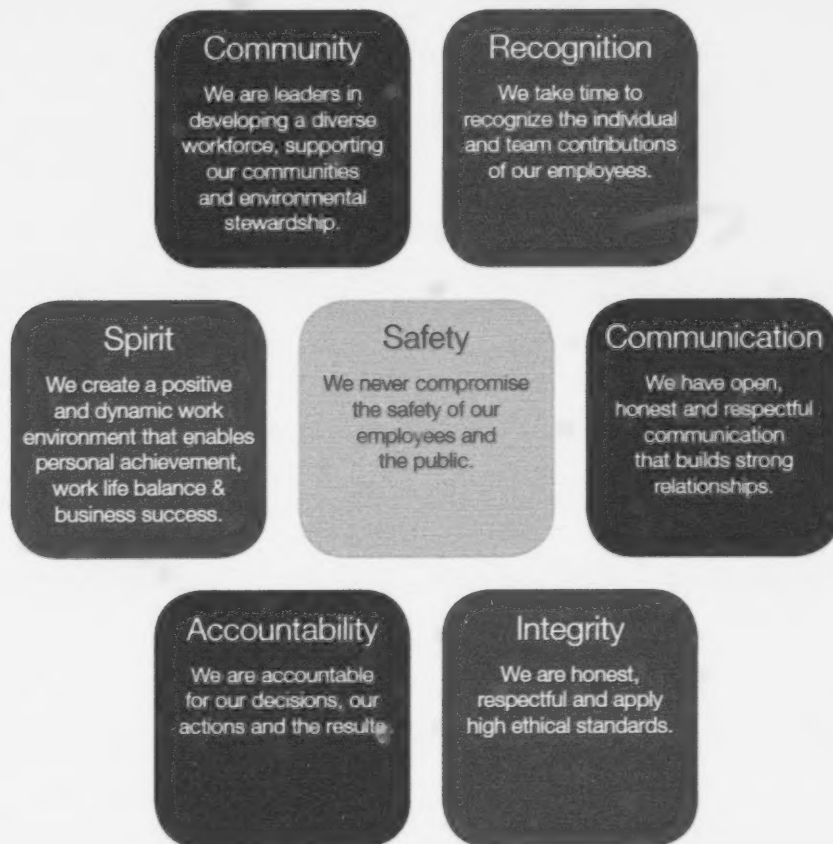 Community
We are leaders in
developing a diverse
workforce, supporting
our communities
and environmental
stewardship.
Recognition
We take time to
recognize the individual
and team contributions
of our employees.
Spirit
We create a positive
and dynamic work
environment that enables
personal achievement,
work life balance &
business success.
Safety
We never compromise
the safety of our
employees and
the public.
Communication
We have open,
honest and respectful
communication
that builds strong
relationships.
Accountability
We are accountable
for our decisions, our
actions and the results.
Integrity
We are honest,
respectful and apply
high ethical standards.